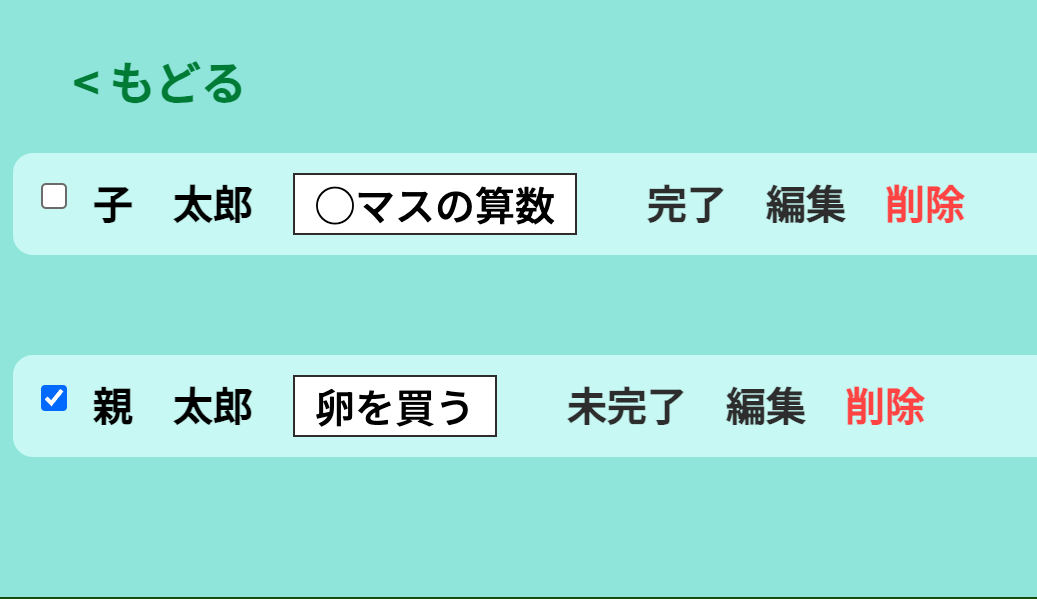 < もどる
子　太郎　〇マスの算数　完了　編集　削除
親　太郎　卵を買う　未完了　編集　削除